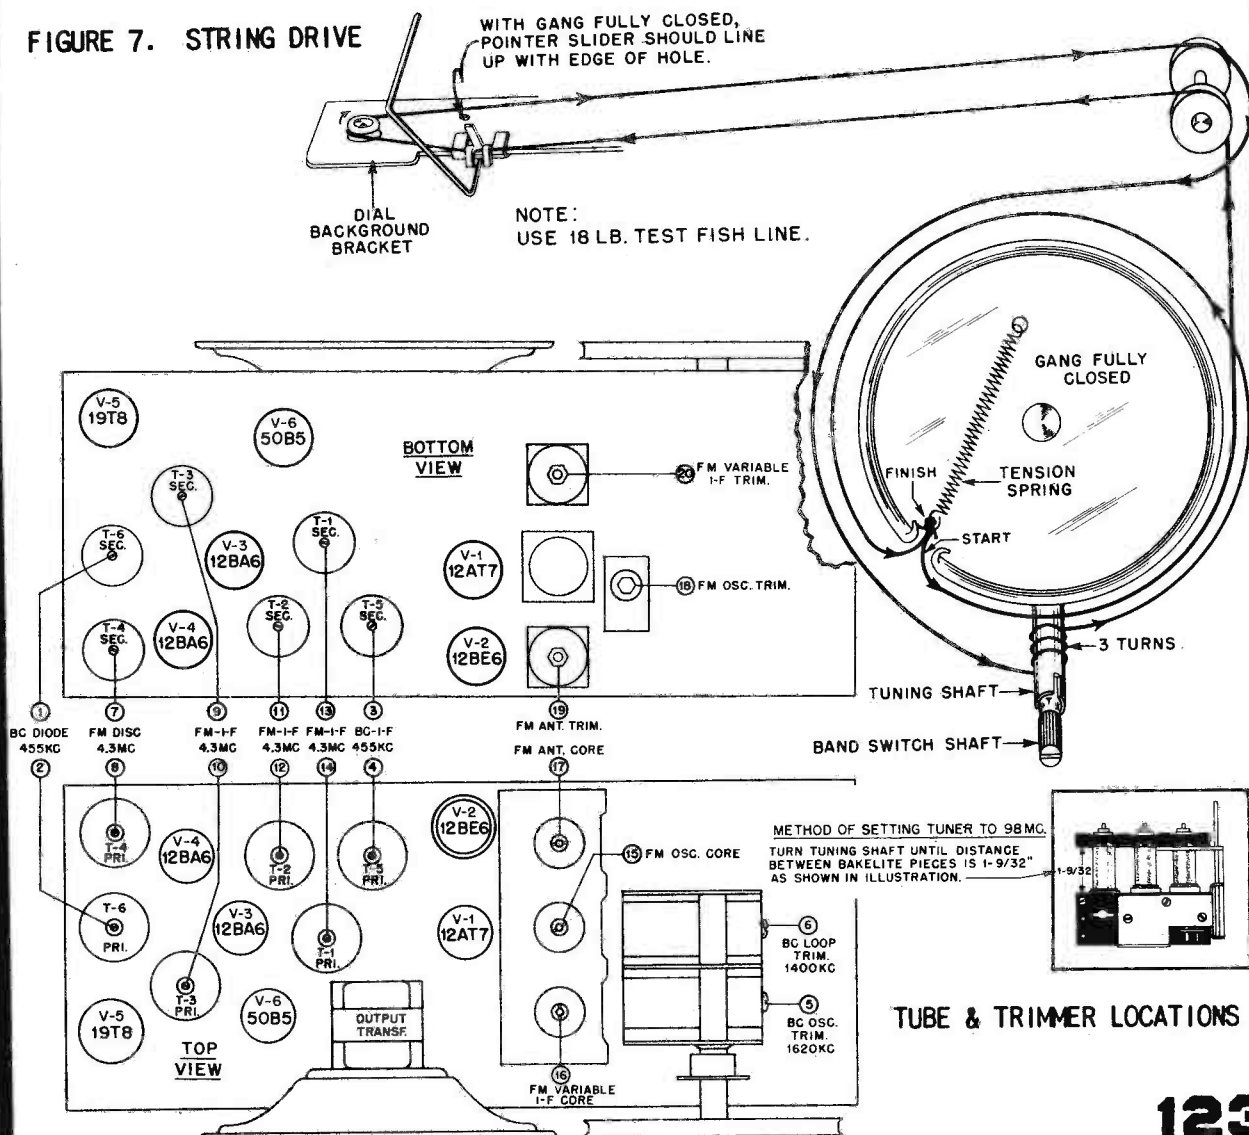 FIGURE 7. STRING DRIVE
WITH GANG FULLY CLOSED,
POINTER SLIDER SHOULD LINE
UP WITH EDGE OF HOLE.
DIAL
BACKGROUND
BRACKET
NOTE:
USE 18 LB. TEST FISH LINE.
GANG FULLY
CLOSED
FINISH
TENSION
SPRING
START
3 TURNS
TUNING SHAFT
BAND SWITCH SHAFT
V-5
19T8
V-6
50B5
BOTTOM
VIEW
T-3
SEC.
T-6
SEC.
V-3
12BA6
T-1
SEC.
V-1
12AT7
T-4
SEC.
V-4
12BA6
T-2
SEC.
T-5
SEC.
V-2
12BE6
20 FM VARIABLE
I-F TRIM.
18 FM OSC. TRIM.
1
BC DIODE
455KC
2
7
FM DISC
4.3MC
8
9
FM-I-F
4.3MC
10
11
FM-I-F
4.3MC
12
13
FM-I-F
4.3MC
14
3
BC-I-F
455KC
4
19
FM ANT. TRIM.
FM ANT. CORE
17
T-4
PRI.
V-4
12BA6
T-2
PRI.
T-5
PRI.
V-2
12BE6
15 FM OSC. CORE
T-6
PRI.
V-3
12BA6
T-1
PRI.
V-1
12AT7
T-3
PRI.
V-5
19T8
V-6
50B5
TOP
VIEW
OUTPUT
TRANSF.
16
FM VARIABLE
I-F CORE
6
BC LOOP
TRIM.
1400KC
5
BC OSC.
TRIM.
1620KC
METHOD OF SETTING TUNER TO 98MC.
TURN TUNING SHAFT UNTIL DISTANCE
BETWEEN BAKELITE PIECES IS 1-9/32"
AS SHOWN IN ILLUSTRATION.
1-9/32
TUBE & TRIMMER LOCATIONS
123